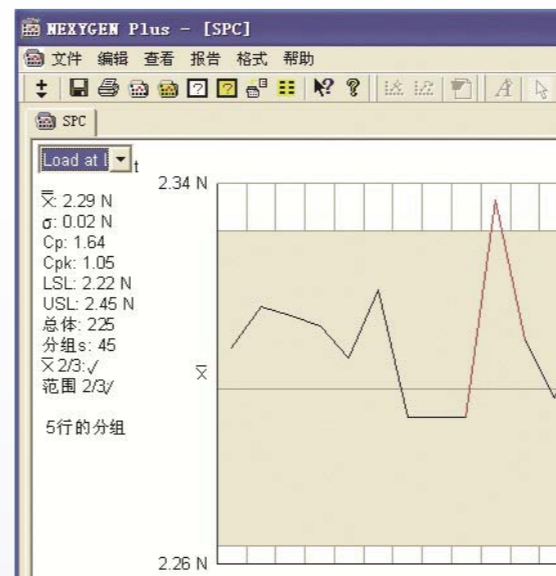 NEXYGEN Plus - [SPC]
文件 编辑 查看 报告 格式 帮助
SPC
Load at l
t
2.34 N
X̿: 2.29 N
σ: 0.02 N
Cp: 1.64
Cpk: 1.05
LSL: 2.22 N
USL: 2.45 N
总体: 225
分组s: 45
X̅ 2/3:√
范围 2/3√
X̅
5行的分组
2.26 N